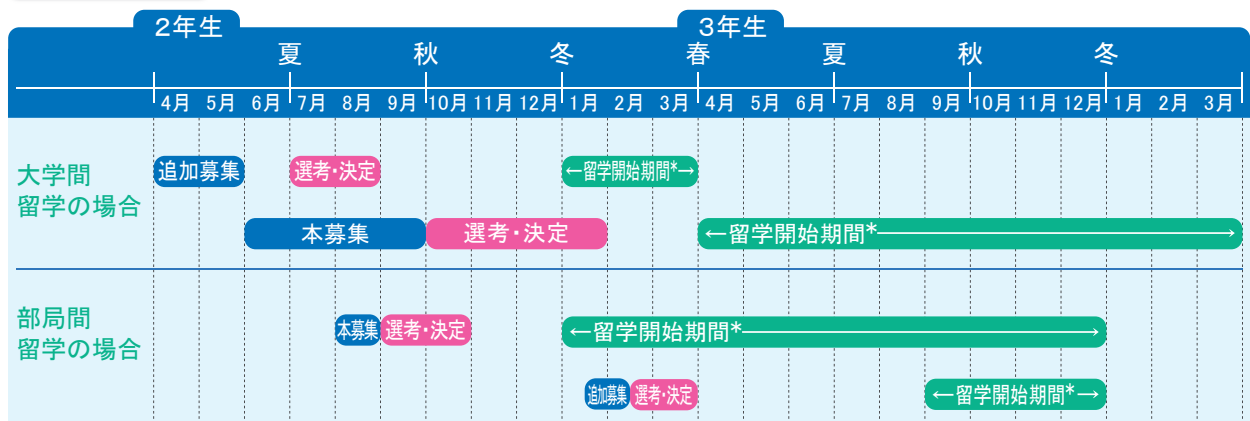 2年生 3年生
夏 秋 冬 春 夏 秋 冬
4月 5月 6月 7月 8月 9月 10月 11月 12月 1月 2月 3月 4月 5月 6月 7月 8月 9月 10月 11月 12月 1月 2月 3月
大学間
留学の場合
追加募集 選考・決定 ←留学開始期間*→
本募集 選考・決定 ←留学開始期間*→
部局間
留学の場合
本募集 選考・決定 ←留学開始期間*→
追加募集 選考・決定 ←留学開始期間*→